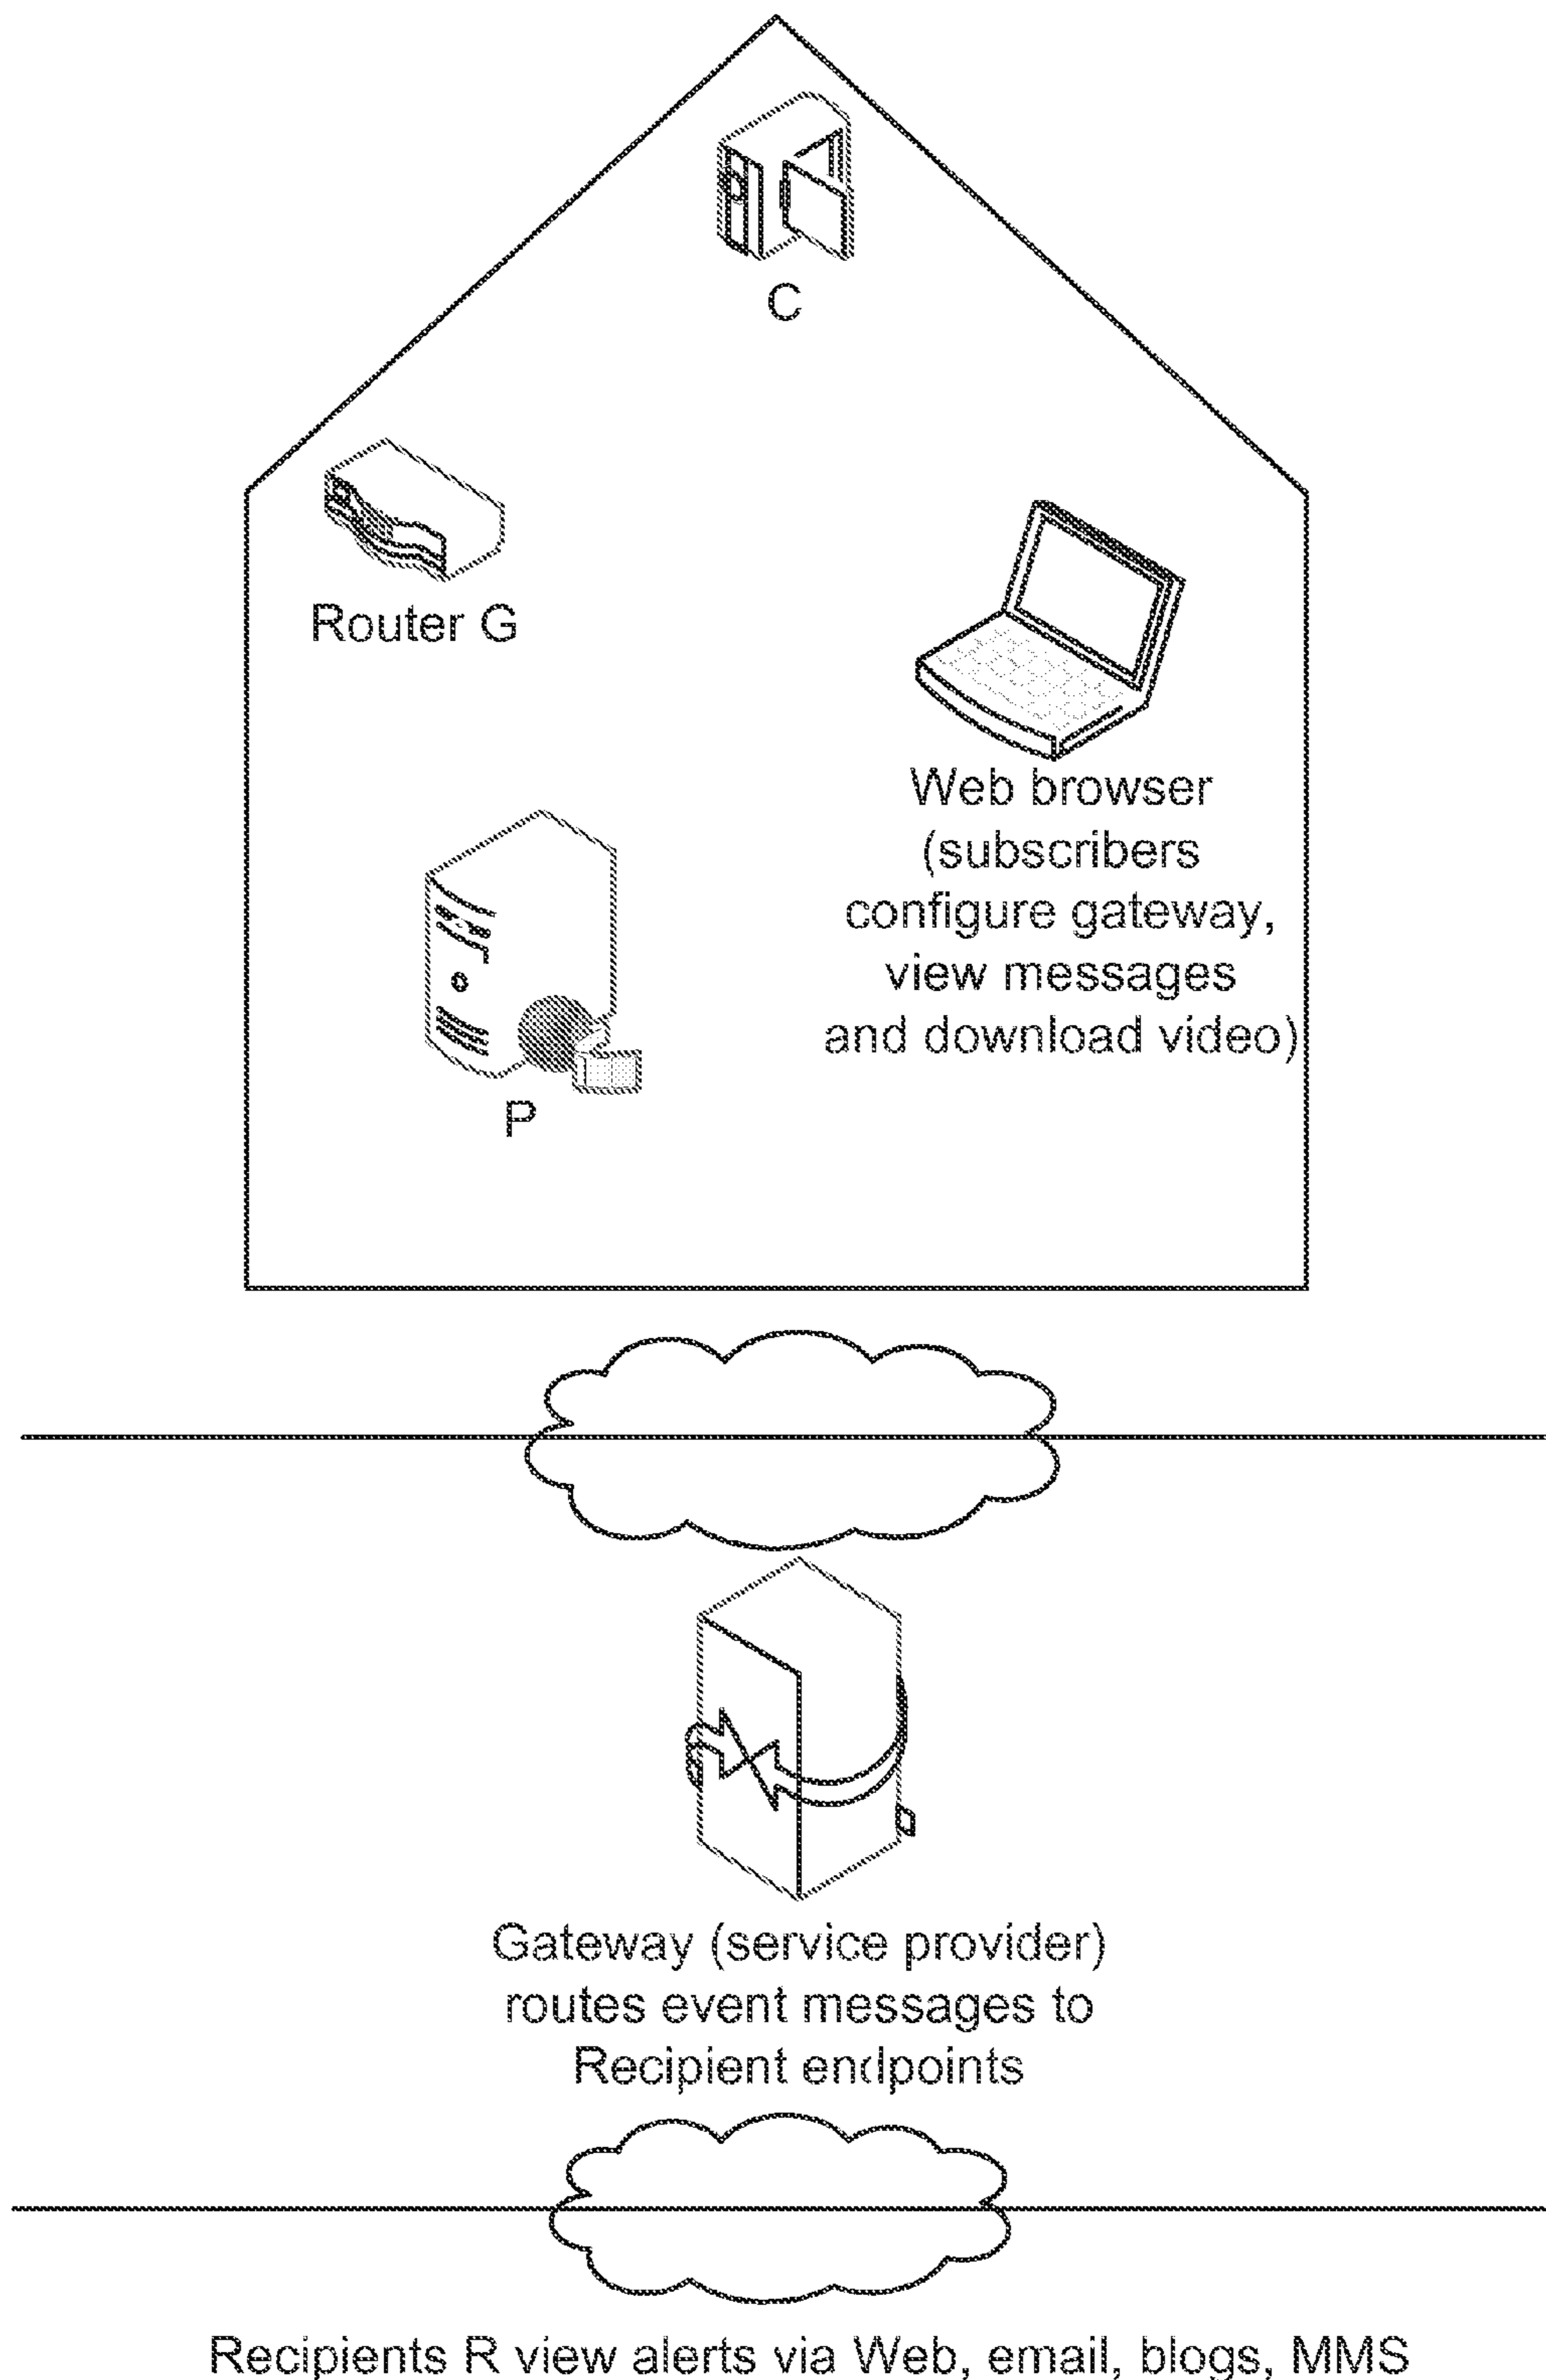 C
Router G
Web browser
(subscribers
configure gateway,
view messages
and download video)
P
Gateway (service provider)
routes event messages to
Recipient endpoints
Recipients R view alerts via Web, email, blogs, MMS